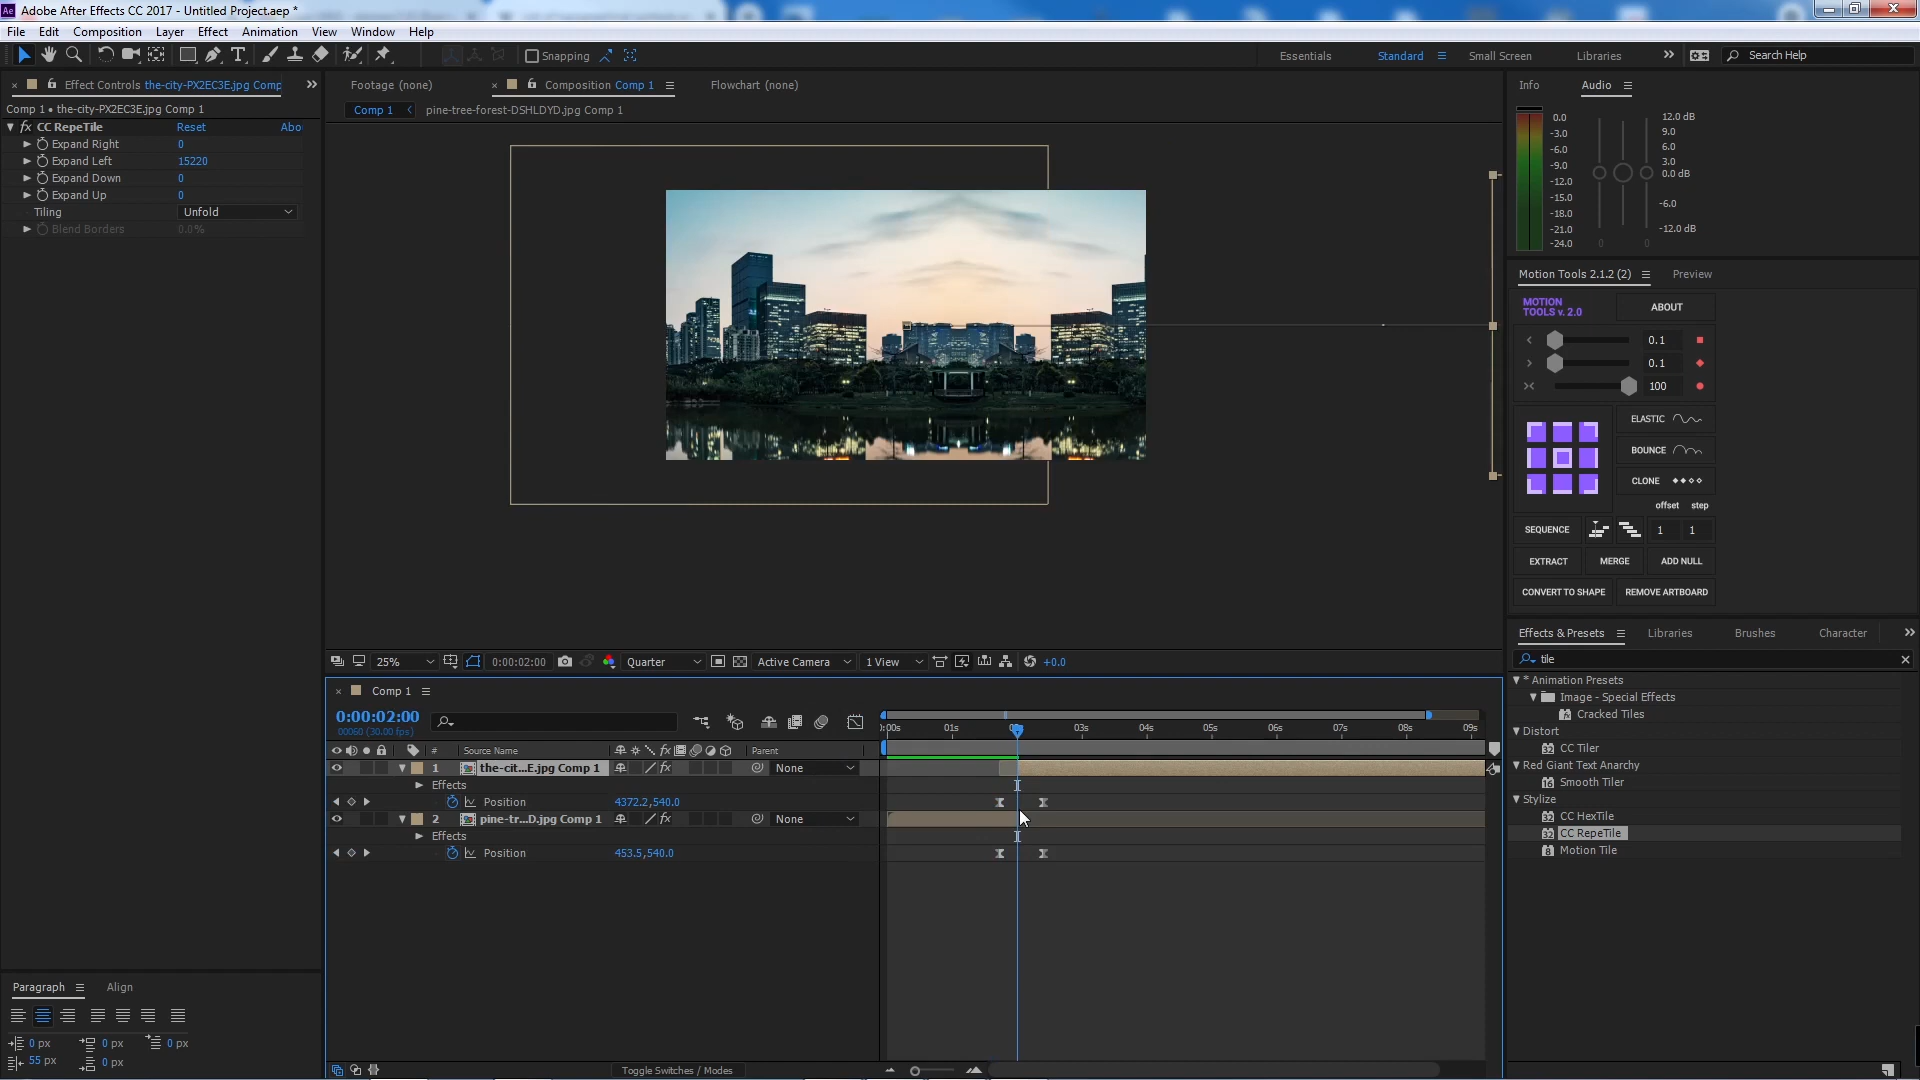 Adobe After Effects CC 2017 - Untitled Project.aep *
File Edit Composition Layer Effect Animation View Window Help
Snapping
Essentials Standard Small Screen Libraries Search Help
Effect Controls the-city-PX2EC3E.jpg Comp
Comp 1 • the-city-PX2EC3E.jpg Comp 1
fx CC RepeTile Reset Abo
Expand Right 0
Expand Left 15220
Expand Down 0
Expand Up 0
Tiling Unfold
Blend Borders 0.0%
Footage (none) Composition Comp 1 Flowchart (none)
Comp 1 pine-tree-forest-DSHLDYD.jpg Comp 1
25% 0:00:02:00 Quarter Active Camera 1 View +0.0
Comp 1
0:00:02:00
00060 (30.00 fps)
:00s 01s 03s 04s 05s 06s 07s 08s 09s
# Source Name Parent
1 the-cit...E.jpg Comp 1 None
Effects
Position 4372.2,540.0
2 pine-tr...D.jpg Comp 1 None
Effects
Position 453.5,540.0
Toggle Switches / Modes
Info Audio
0.0
-3.0
-6.0
-9.0
-12.0
-15.0
-18.0
-21.0
-24.0
12.0 dB
9.0
6.0
3.0
0.0 dB
-6.0
-12.0 dB
0 0
Motion Tools 2.1.2 (2) Preview
MOTION
TOOLS v. 2.0
ABOUT
0.1
0.1
100
ELASTIC
BOUNCE
CLONE
offset step
SEQUENCE 1 1
EXTRACT MERGE ADD NULL
CONVERT TO SHAPE REMOVE ARTBOARD
Effects & Presets Libraries Brushes Character
tile
* Animation Presets
Image - Special Effects
Cracked Tiles
Distort
CC Tiler
Red Giant Text Anarchy
Smooth Tiler
Stylize
CC HexTile
CC RepeTile
Motion Tile
Paragraph Align
0 px 0 px 0 px
55 px 0 px